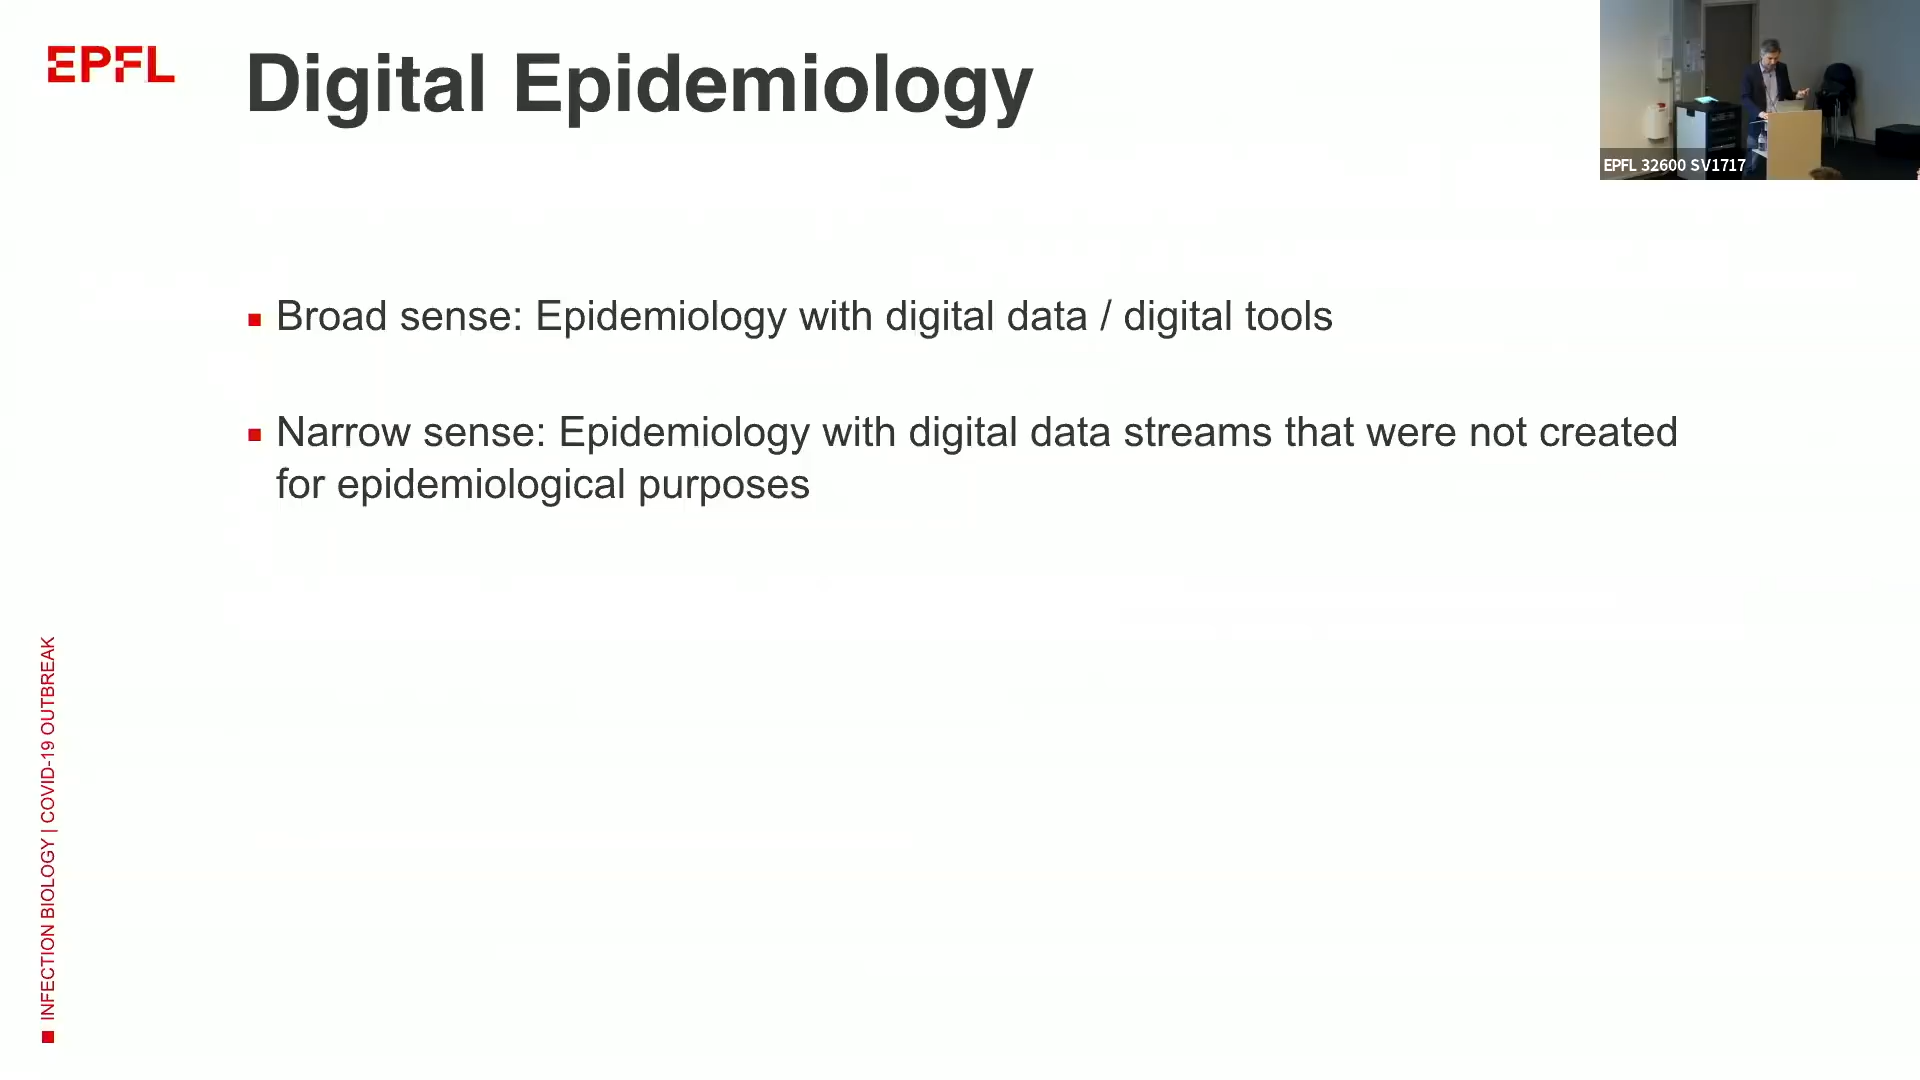 EPFL
Digital Epidemiology
EPFL 32600 SV1717
▪ Broad sense: Epidemiology with digital data / digital tools
▪ Narrow sense: Epidemiology with digital data streams that were not created
for epidemiological purposes
■ INFECTION BIOLOGY | COVID-19 OUTBREAK